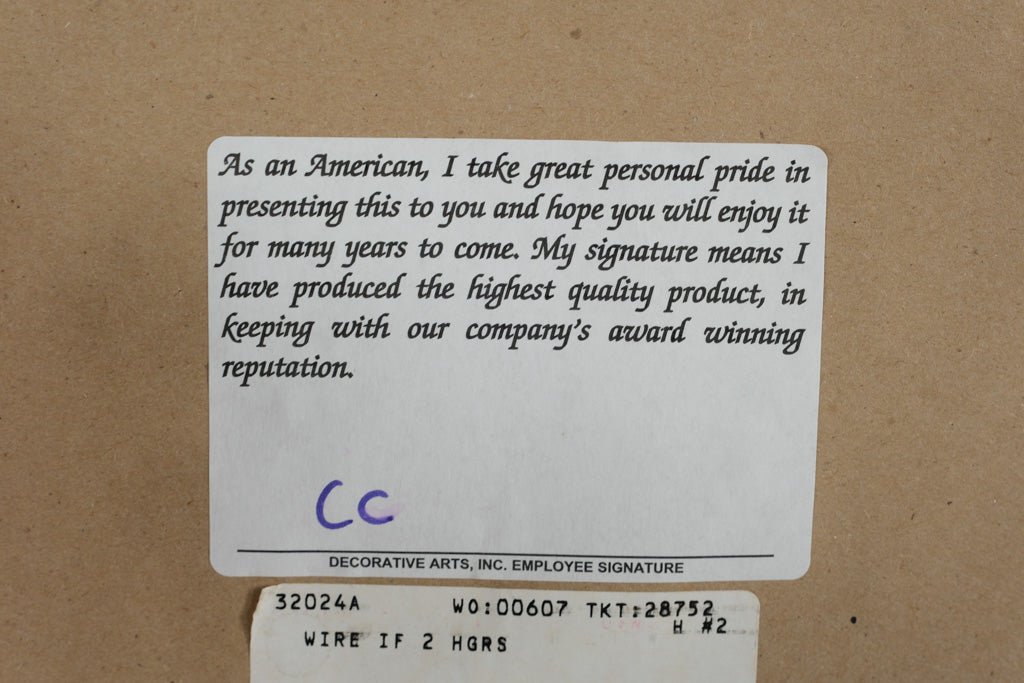 As an American, I take great personal pride in
presenting this to you and hope you will enjoy it
for many years to come. My signature means I
have produced the highest quality product, in
keeping with our company's award winning
reputation.
Cc
DECORATIVE ARTS, INC. EMPLOYEE SIGNATURE
32024A WO:00607 TKT:28752
H #2
WIRE IF 2 HGRS